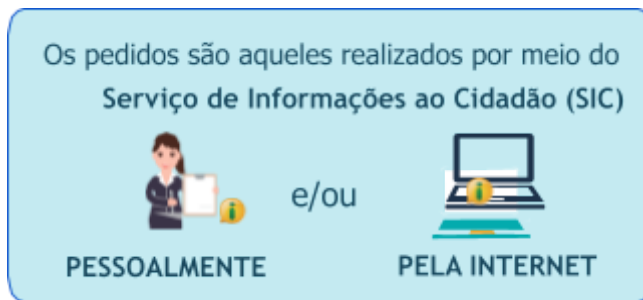 Os pedidos são aqueles realizados por meio do
Serviço de Informações ao Cidadão (SIC)
e/ou
PESSOALMENTE
PELA INTERNET